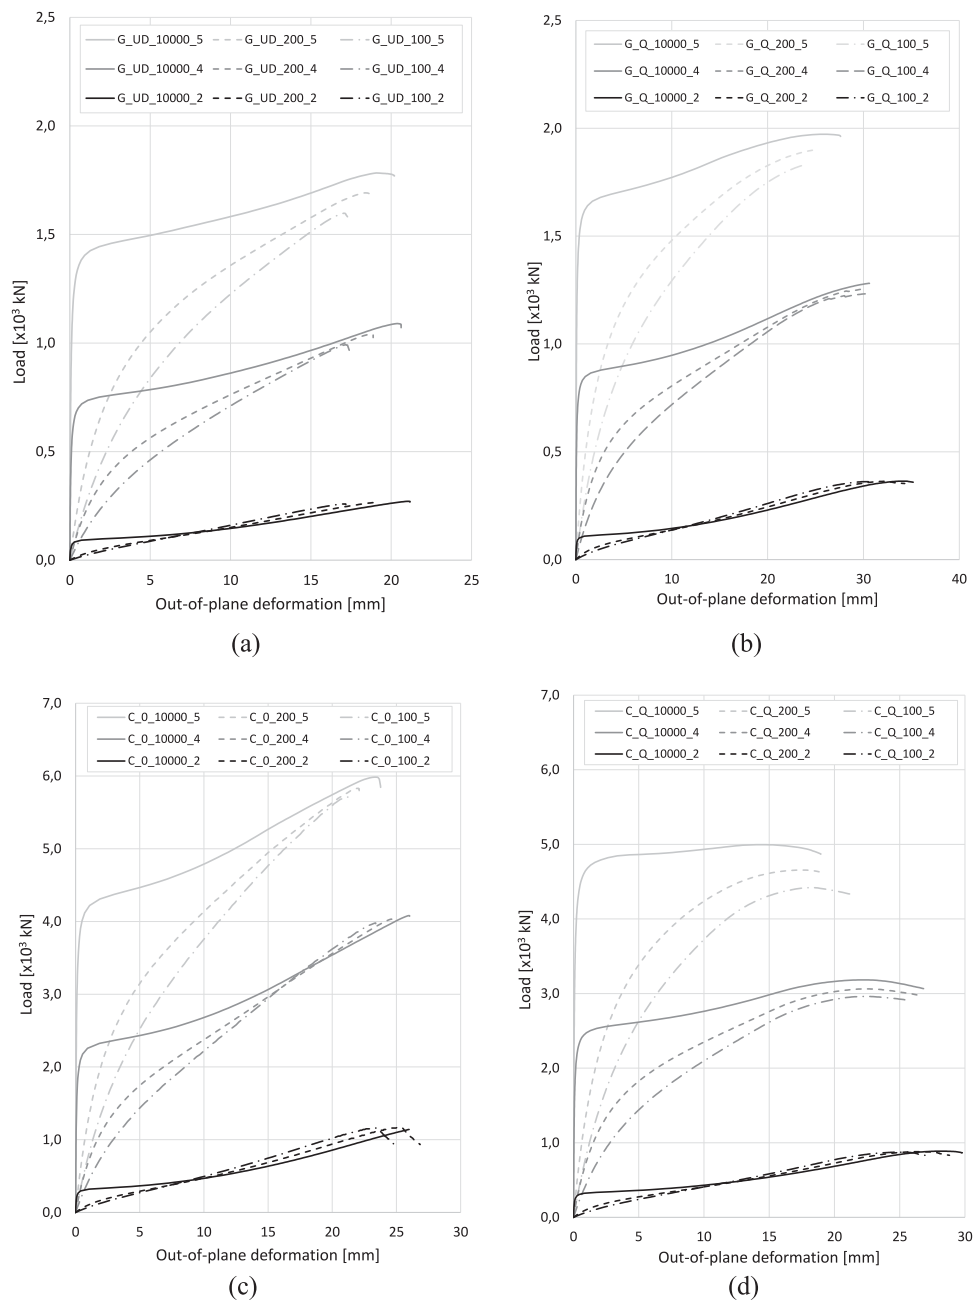 2,5
G_UD_10000_5 G_UD_200_5 G_UD_100_5
G_UD_10000_4 G_UD_200_4 G_UD_100_4
G_UD_10000_2 G_UD_200_2 G_UD_100_2
2,0
1,5
1,0
0,5
0,0
Load [x10³ kN]
0 5 10 15 20 25
Out-of-plane deformation [mm]
(a)
2,5
G_Q_10000_5 G_Q_200_5 G_Q_100_5
G_Q_10000_4 G_Q_200_4 G_Q_100_4
G_Q_10000_2 G_Q_200_2 G_Q_100_2
2,0
1,5
1,0
0,5
0,0
Load [x10³ kN]
0 10 20 30 40
Out-of-plane deformation [mm]
(b)
7,0
C_0_10000_5 C_0_200_5 C_0_100_5
C_0_10000_4 C_0_200_4 C_0_100_4
C_0_10000_2 C_0_200_2 C_0_100_2
6,0
5,0
4,0
3,0
2,0
1,0
0,0
Load [x10³ kN]
0 5 10 15 20 25 30
Out-of-plane deformation [mm]
(c)
7,0
C_Q_10000_5 C_Q_200_5 C_Q_100_5
C_Q_10000_4 C_Q_200_4 C_Q_100_4
C_Q_10000_2 C_Q_200_2 C_Q_100_2
6,0
5,0
4,0
3,0
2,0
1,0
0,0
Load [x10³ kN]
0 5 10 15 20 25 30
Out-of-plane deformation [mm]
(d)